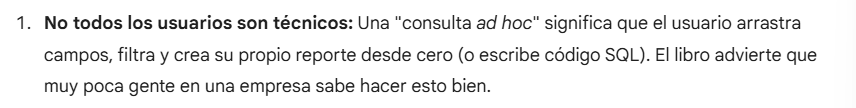 1. No todos los usuarios son técnicos: Una "consulta ad hoc" significa que el usuario arrastra
campos, filtra y crea su propio reporte desde cero (o escribe código SQL). El libro advierte que
muy poca gente en una empresa sabe hacer esto bien.